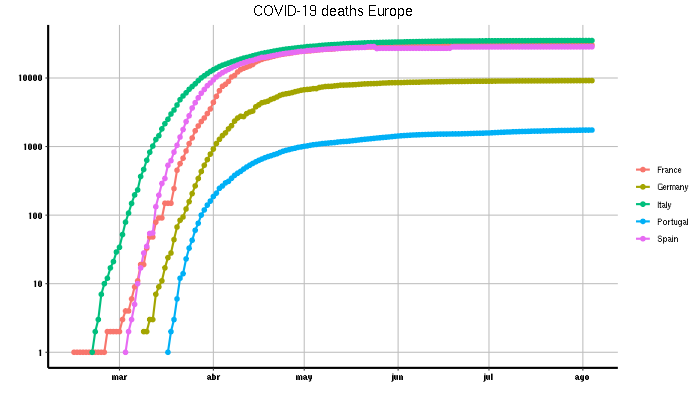 COVID-19 deaths Europe
10000
1000
100
10
1
mar abr may jun jul ago
France
Germany
Italy
Portugal
Spain